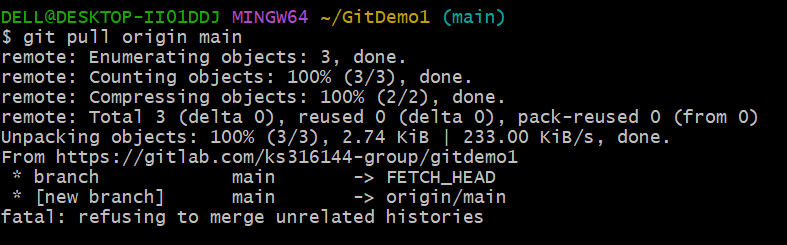 DELL@DESKTOP-II01DDJ MINGW64 ~/GitDemo1 (main)
$ git pull origin main
remote: Enumerating objects: 3, done.
remote: Counting objects: 100% (3/3), done.
remote: Compressing objects: 100% (2/2), done.
remote: Total 3 (delta 0), reused 0 (delta 0), pack-reused 0 (from 0)
Unpacking objects: 100% (3/3), 2.74 KiB | 233.00 KiB/s, done.
From https://gitlab.com/ks316144-group/gitdemo1
 * branch            main       -> FETCH_HEAD
 * [new branch]      main       -> origin/main
fatal: refusing to merge unrelated histories